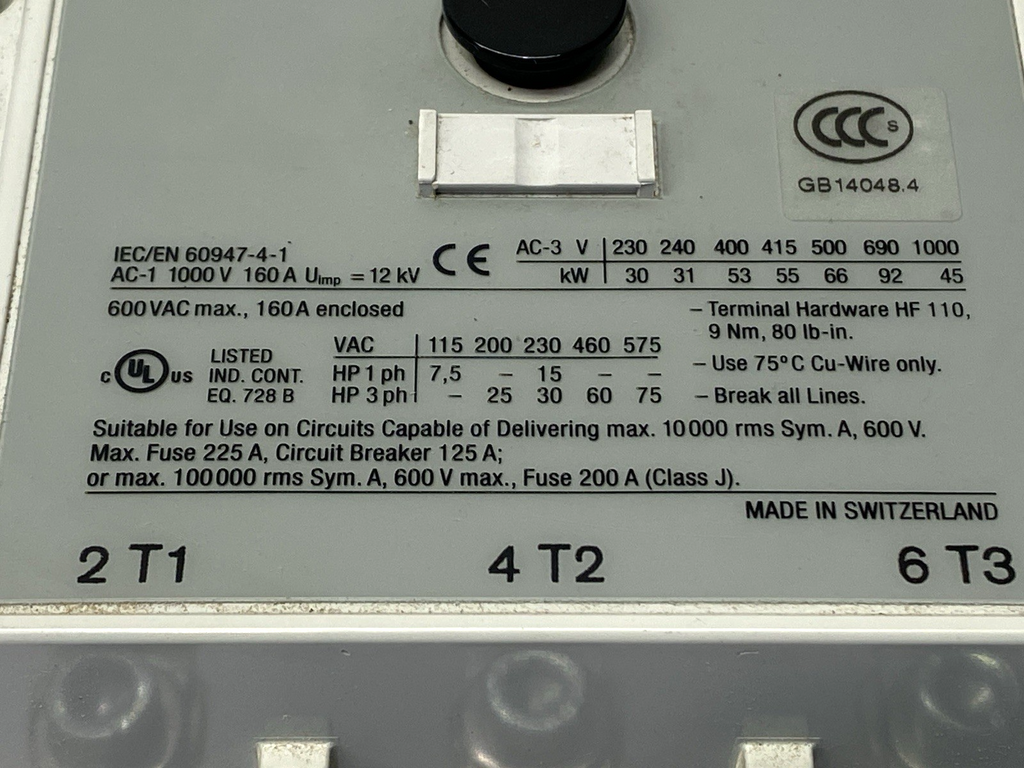 CCC S
GB14048.4
IEC/EN 60947-4-1
AC-1 1000 V 160 A Uimp = 12 kV
CE
AC-3 V 230 240 400 415 500 690 1000
kW 30 31 53 55 66 92 45
600 VAC max., 160 A enclosed
– Terminal Hardware HF 110,
9 Nm, 80 lb-in.
– Use 75°C Cu-Wire only.
– Break all Lines.
c UL us
LISTED
IND. CONT.
EQ. 728 B
VAC 115 200 230 460 575
HP 1 ph 7,5 – 15 – –
HP 3 ph – 25 30 60 75
Suitable for Use on Circuits Capable of Delivering max. 10 000 rms Sym. A, 600 V.
Max. Fuse 225 A, Circuit Breaker 125 A;
or max. 100 000 rms Sym. A, 600 V max., Fuse 200 A (Class J).
MADE IN SWITZERLAND
2 T1 4 T2 6 T3